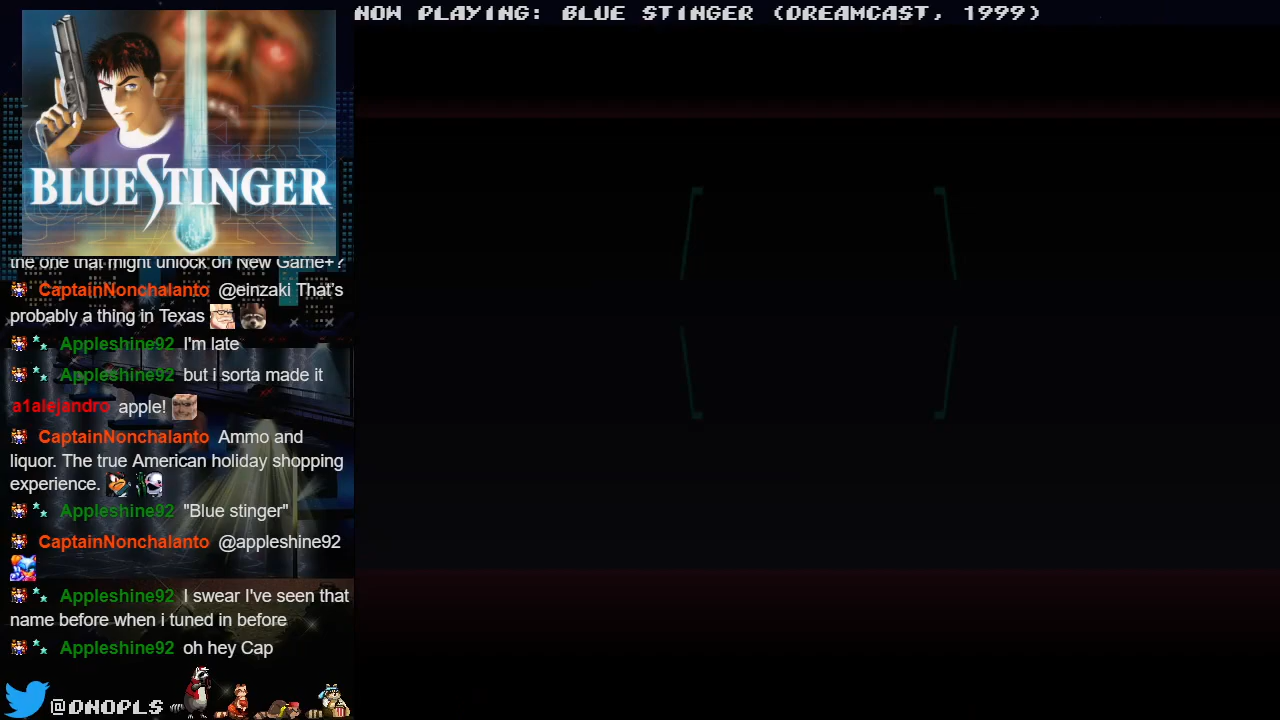 NOW PLAYING: BLUE STINGER (DREAMCAST, 1999)
BLUE STINGER
the one that might unlock on New Game+?
CaptainNonchalanto @einzaki That's
probably a thing in Texas
Appleshine92 I'm late
Appleshine92 but i sorta made it
a1alejandro apple!
CaptainNonchalanto Ammo and
liquor. The true American holiday shopping
experience.
Appleshine92 "Blue stinger"
CaptainNonchalanto @appleshine92
Appleshine92 I swear I've seen that
name before when i tuned in before
Appleshine92 oh hey Cap
@DNOPLS